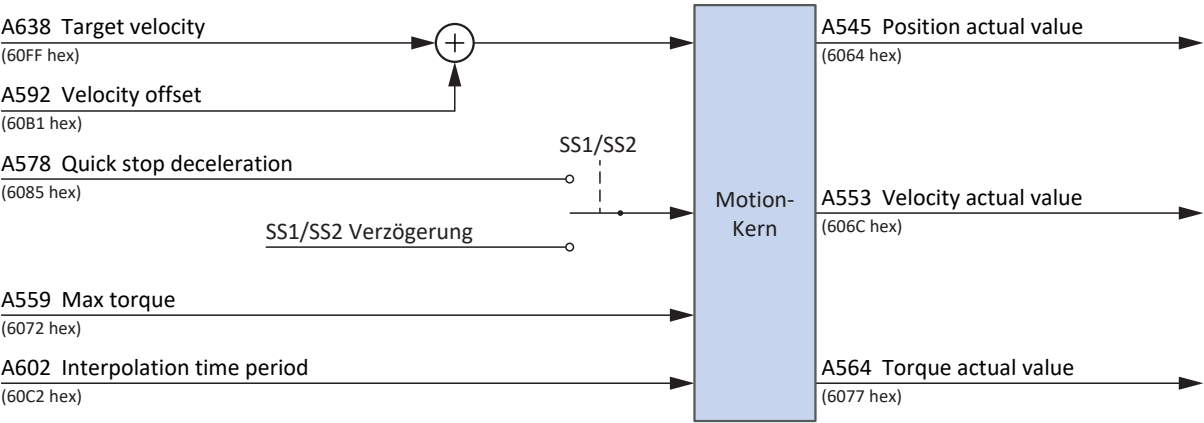 A638 Target velocity
(60FF hex)
A592 Velocity offset
(60B1 hex)
A578 Quick stop deceleration
(6085 hex)
SS1/SS2
SS1/SS2 Verzögerung
A559 Max torque
(6072 hex)
A602 Interpolation time period
(60C2 hex)
Motion-
Kern
A545 Position actual value
(6064 hex)
A553 Velocity actual value
(606C hex)
A564 Torque actual value
(6077 hex)